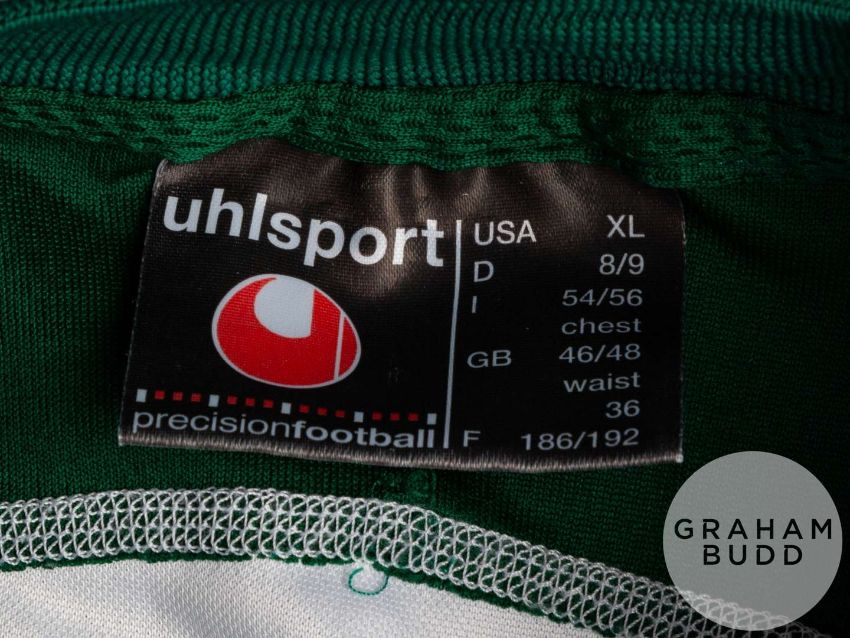 uhlsport
precisionfootball
USA XL
D 8/9
I 54/56
chest
GB 46/48
waist
36
F 186/192
GRAHAM
BUDD